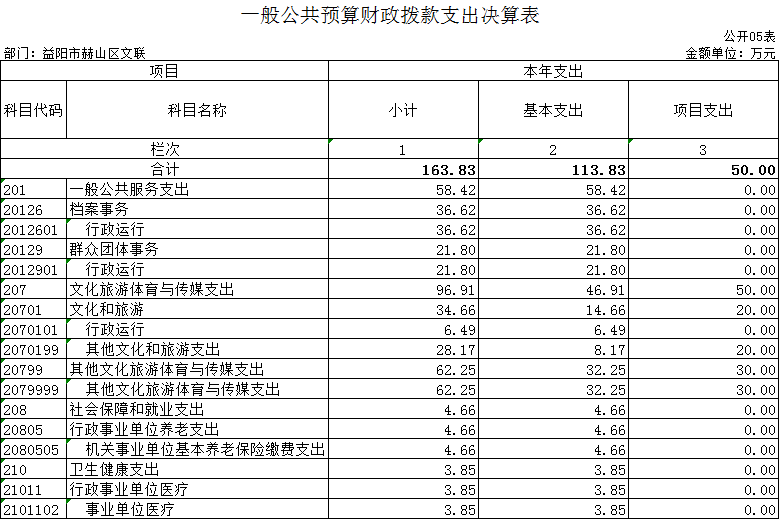 一般公共预算财政拨款支出决算表
公开05表
部门：益阳市赫山区文联 金额单位：万元
项目 本年支出
科目代码 科目名称 小计 基本支出 项目支出
栏次 1 2 3
合计 163.83 113.83 50.00
201 一般公共服务支出 58.42 58.42 0.00
20126 档案事务 36.62 36.62 0.00
2012601 行政运行 36.62 36.62 0.00
20129 群众团体事务 21.80 21.80 0.00
2012901 行政运行 21.80 21.80 0.00
207 文化旅游体育与传媒支出 96.91 46.91 50.00
20701 文化和旅游 34.66 14.66 20.00
2070101 行政运行 6.49 6.49 0.00
2070199 其他文化和旅游支出 28.17 8.17 20.00
20799 其他文化旅游体育与传媒支出 62.25 32.25 30.00
2079999 其他文化旅游体育与传媒支出 62.25 32.25 30.00
208 社会保障和就业支出 4.66 4.66 0.00
20805 行政事业单位养老支出 4.66 4.66 0.00
2080505 机关事业单位基本养老保险缴费支出 4.66 4.66 0.00
210 卫生健康支出 3.85 3.85 0.00
21011 行政事业单位医疗 3.85 3.85 0.00
2101102 事业单位医疗 3.85 3.85 0.00